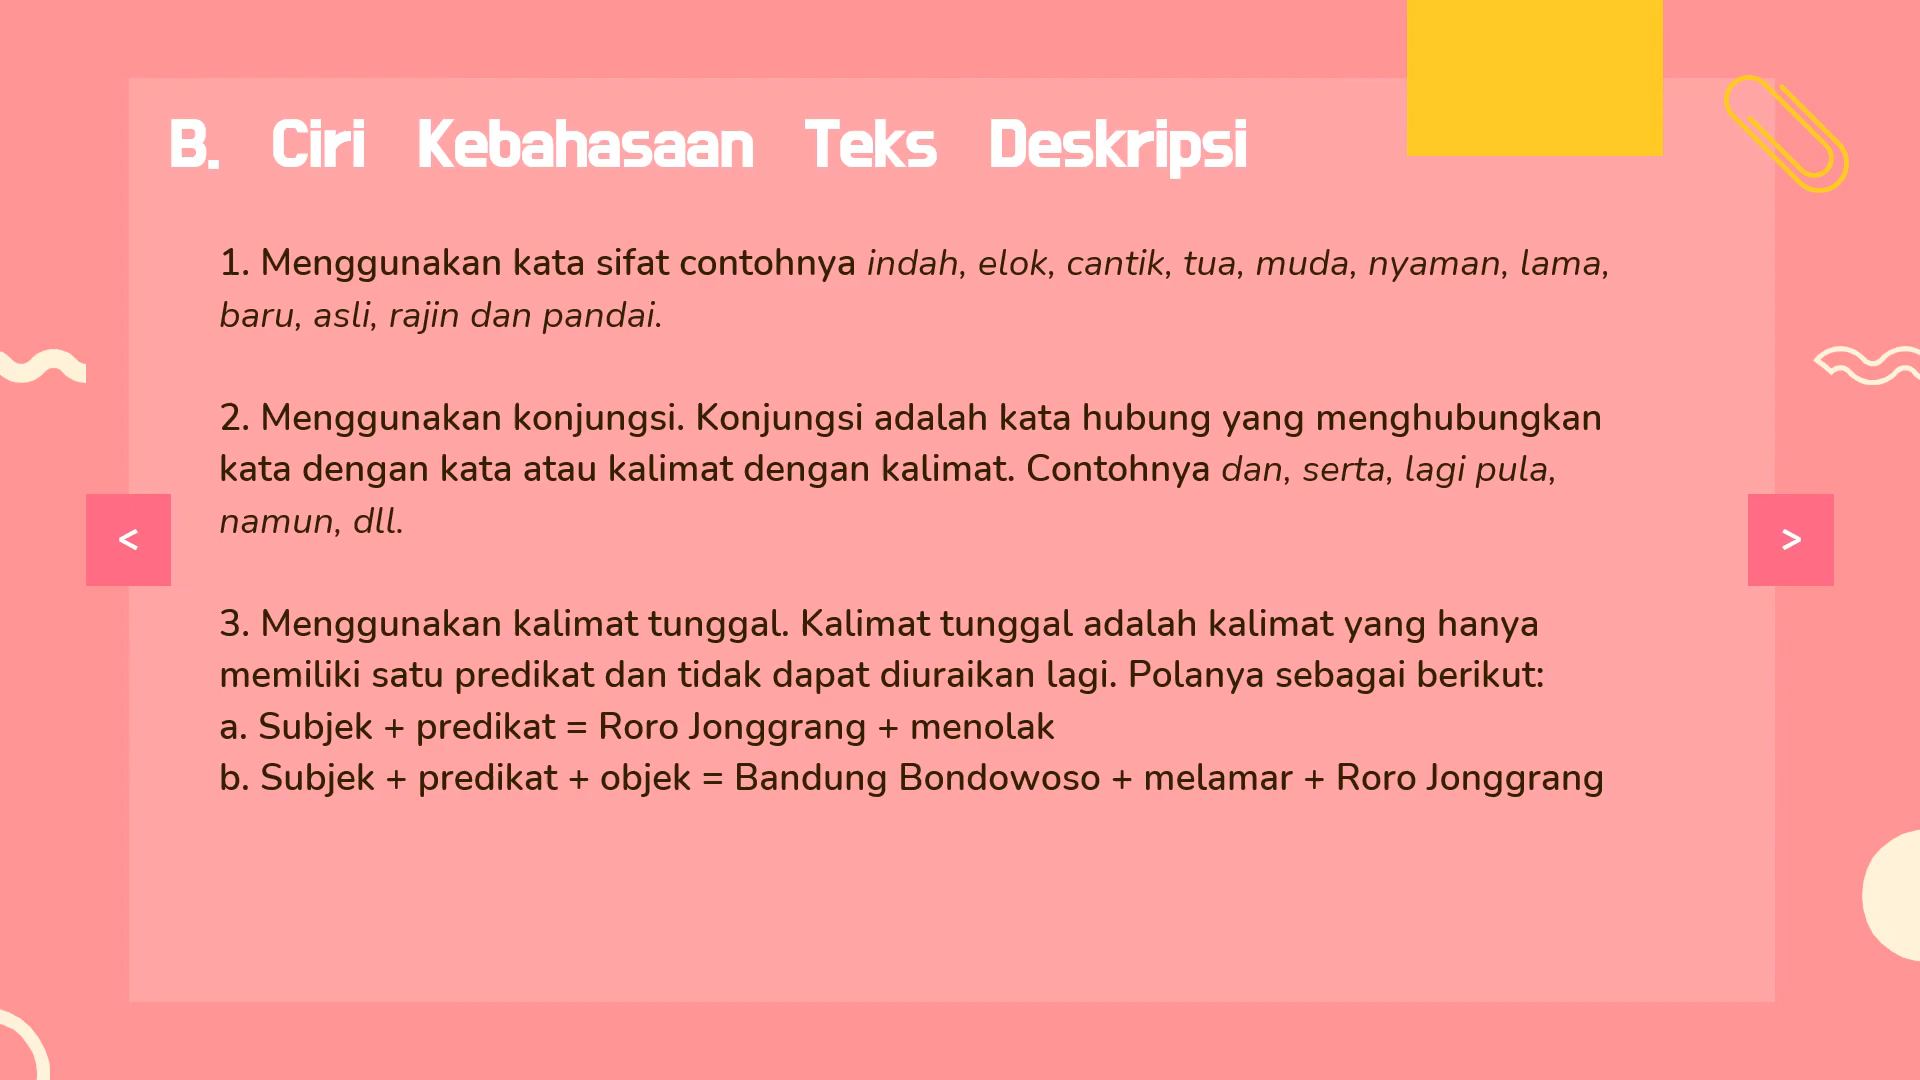 B. Ciri Kebahasaan Teks Deskripsi
1. Menggunakan kata sifat contohnya indah, elok, cantik, tua, muda, nyaman, lama,
baru, asli, rajin dan pandai.
2. Menggunakan konjungsi. Konjungsi adalah kata hubung yang menghubungkan
kata dengan kata atau kalimat dengan kalimat. Contohnya dan, serta, lagi pula,
namun, dll.
< >
3. Menggunakan kalimat tunggal. Kalimat tunggal adalah kalimat yang hanya
memiliki satu predikat dan tidak dapat diuraikan lagi. Polanya sebagai berikut:
a. Subjek + predikat = Roro Jonggrang + menolak
b. Subjek + predikat + objek = Bandung Bondowoso + melamar + Roro Jonggrang